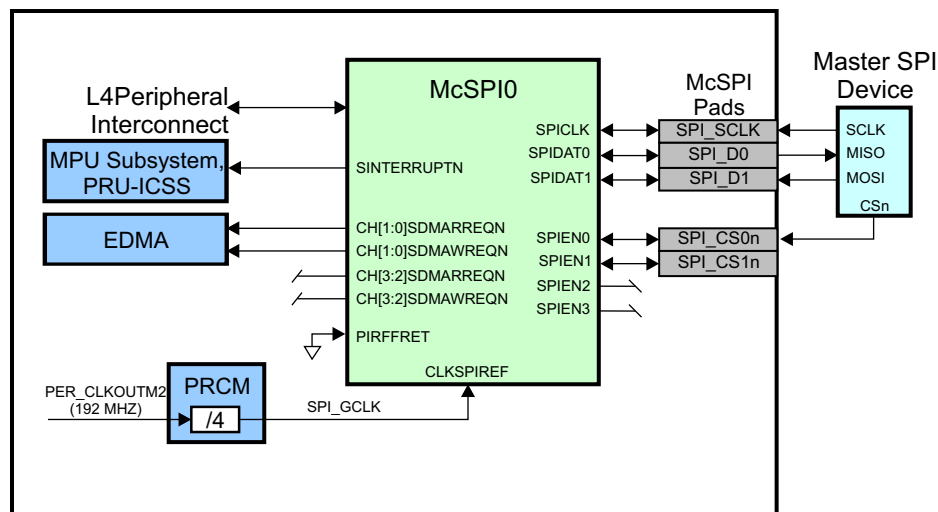 McSPI0
McSPI
Pads
Master SPI
Device
L4Peripheral
Interconnect
SPICLK
SPI_SCLK
SCLK
MPU Subsystem,
PRU-ICSS
SINTERRUPTN
SPIDAT0
SPI_D0
MISO
SPIDAT1
SPI_D1
MOSI
CSn
EDMA
CH[1:0]SDMARREQN
CH[1:0]SDMAWREQN
CH[3:2]SDMARREQN
CH[3:2]SDMAWREQN
SPIEN0
SPI_CS0n
SPIEN1
SPI_CS1n
SPIEN2
SPIEN3
PIRFFRET
CLKSPIREF
PER_CLKOUTM2
(192 MHZ)
PRCM
/4
SPI_GCLK